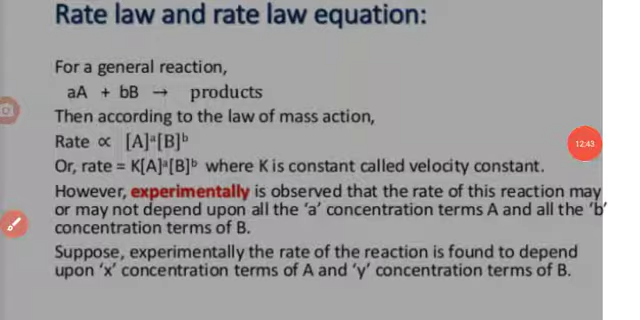 Rate law and rate law equation:
For a general reaction,
aA + bB → products
Then according to the law of mass action,
Rate ∝ [A]ᵃ[B]ᵇ
Or, rate = K[A]ᵃ[B]ᵇ where K is constant called velocity constant.
However, experimentally is observed that the rate of this reaction may
or may not depend upon all the ‘a’ concentration terms A and all the ‘b’
concentration terms of B.
Suppose, experimentally the rate of the reaction is found to depend
upon ‘x’ concentration terms of A and ‘y’ concentration terms of B.
12:43